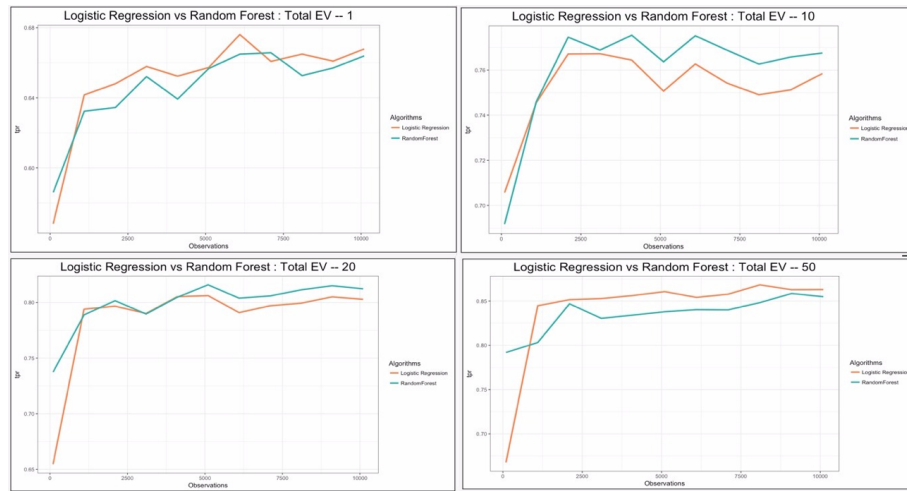 Logistic Regression vs Random Forest : Total EV -- 1
0.68
0.64
0.60
tpr
0 2500 5000 7500 10000
Observations
Algorithms
Logistic Regression
RandomForest
Logistic Regression vs Random Forest : Total EV -- 10
0.76
0.74
0.72
0.70
tpr
0 2500 5000 7500 10000
Observations
Algorithms
Logistic Regression
RandomForest
Logistic Regression vs Random Forest : Total EV -- 20
0.80
0.75
0.70
0.65
tpr
0 2500 5000 7500 10000
Observations
Algorithms
Logistic Regression
RandomForest
Logistic Regression vs Random Forest : Total EV -- 50
0.85
0.80
0.75
0.70
tpr
0 2500 5000 7500 10000
Observations
Algorithms
Logistic Regression
RandomForest